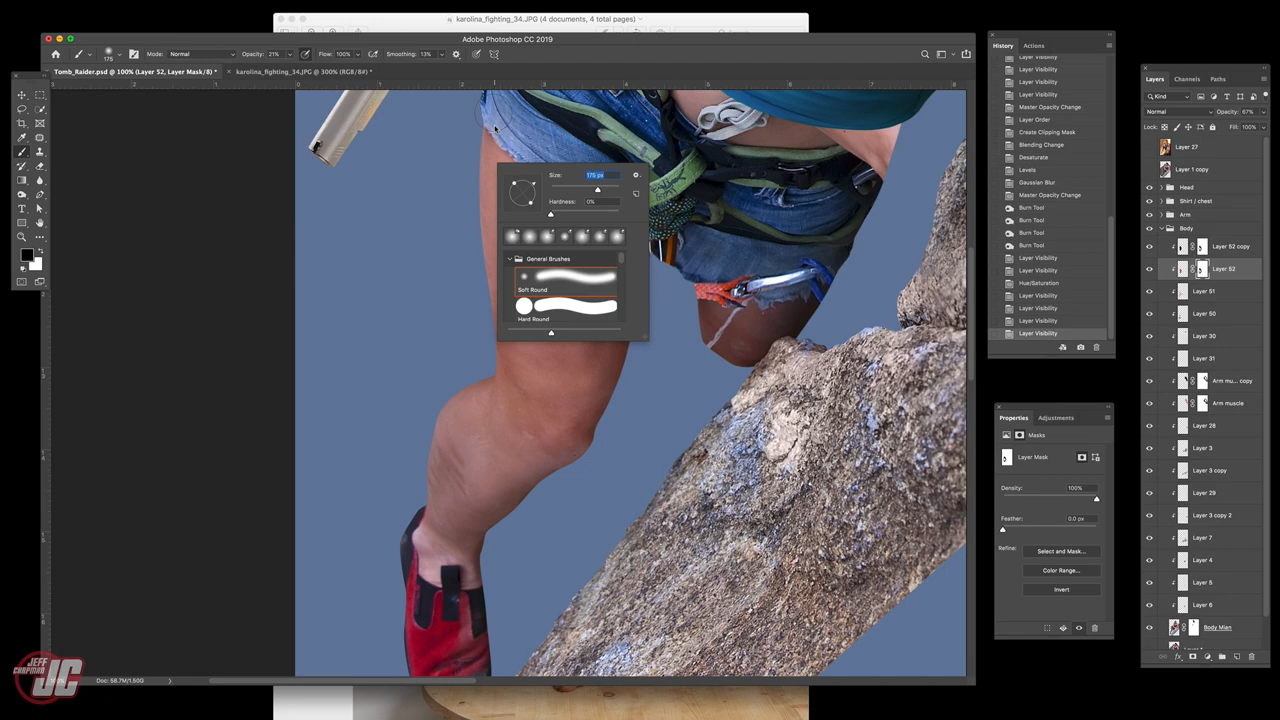 karolina_fighting_34.JPG (4 documents, 4 total pages)
Adobe Photoshop CC 2019
Mode: Normal Opacity: 21% Flow: 100% Smoothing: 13%
175
Tomb_Raider.psd @ 100% (Layer 52, Layer Mask/8) *
karolina_fighting_34.JPG @ 300% (RGB/8#) *
Size: 175 px
Hardness: 0%
General Brushes
Soft Round
Hard Round
Doc: 58.7M/1.50G
JEFF
CHAPMAN
JC
History Actions
Layer Visibility
Layer Visibility
Layer Visibility
Layer Visibility
Master Opacity Change
Layer Order
Create Clipping Mask
Blending Change
Desaturate
Levels
Gaussian Blur
Master Opacity Change
Burn Tool
Burn Tool
Burn Tool
Burn Tool
Layer Visibility
Layer Visibility
Hue/Saturation
Layer Visibility
Layer Visibility
Layer Visibility
Layer Visibility
Properties Adjustments
Masks
Layer Mask
Density: 100%
Feather: 0.0 px
Refine:
Select and Mask...
Color Range...
Invert
Layers Channels Paths
Kind
Normal Opacity: 67%
Lock: Fill: 100%
Layer 27
Layer 1 copy
Head
Shirt / chest
Arm
Body
Layer 52 copy
Layer 52
Layer 51
Layer 50
Layer 30
Layer 31
Arm mu... copy
Arm muscle
Layer 28
Layer 3
Layer 3 copy
Layer 29
Layer 3 copy 2
Layer 7
Layer 4
Layer 5
Layer 6
Body Mien